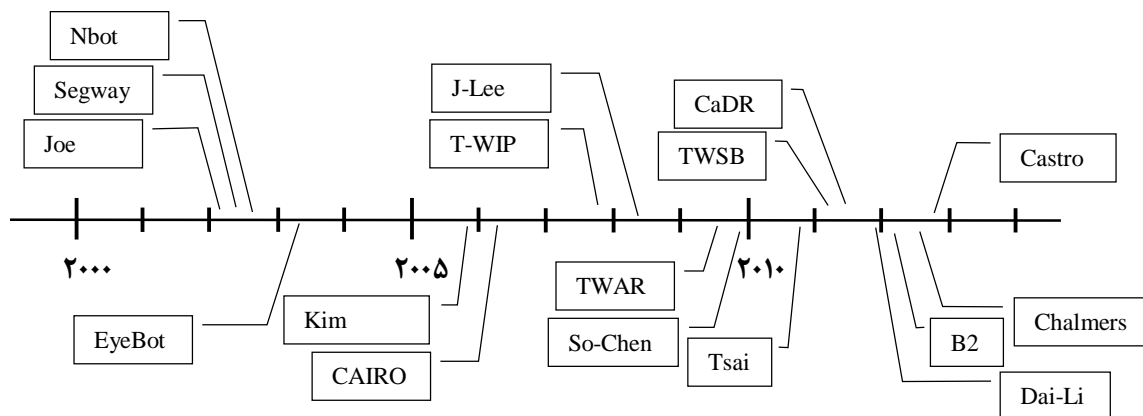 Nbot
Segway
Joe
J-Lee
T-WIP
CaDR
TWSB
Castro
۲۰۰۰
۲۰۰۵
۲۰۱۰
EyeBot
Kim
CAIRO
TWAR
So-Chen
Tsai
B2
Chalmers
Dai-Li